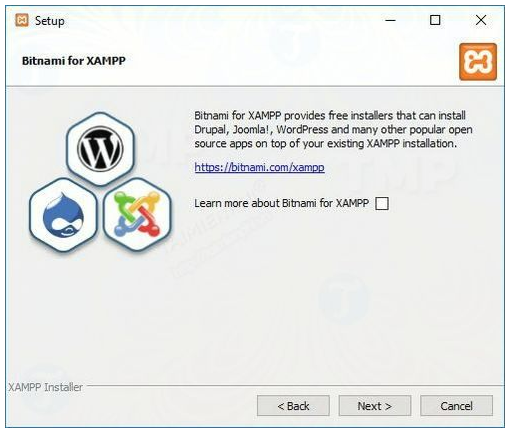 Setup
Bitnami for XAMPP
Bitnami for XAMPP provides free installers that can install
Drupal, Joomla!, WordPress and many other popular open
source apps on top of your existing XAMPP installation.
https://bitnami.com/xampp
Learn more about Bitnami for XAMPP
XAMPP Installer
< Back
Next >
Cancel